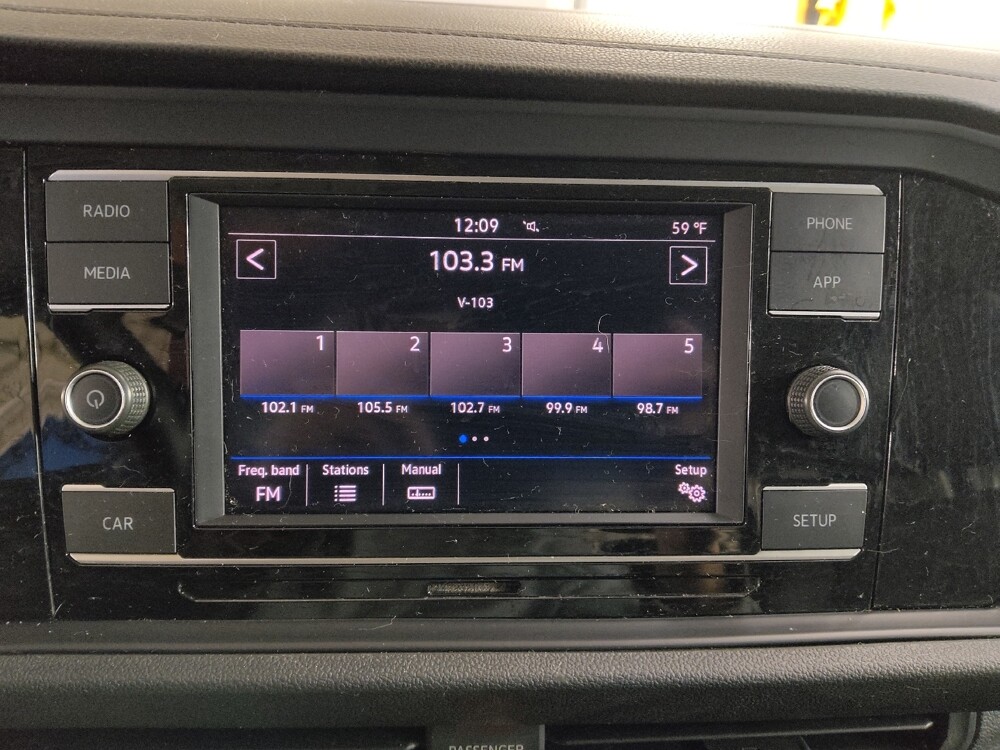 RADIO
MEDIA
PHONE
APP
12:09
59 °F
<
103.3 FM
>
V-103
1 2 3 4 5
102.1 FM 105.5 FM 102.7 FM 99.9 FM 98.7 FM
Freq. band Stations Manual Setup
FM
CAR
SETUP
PASSENGER